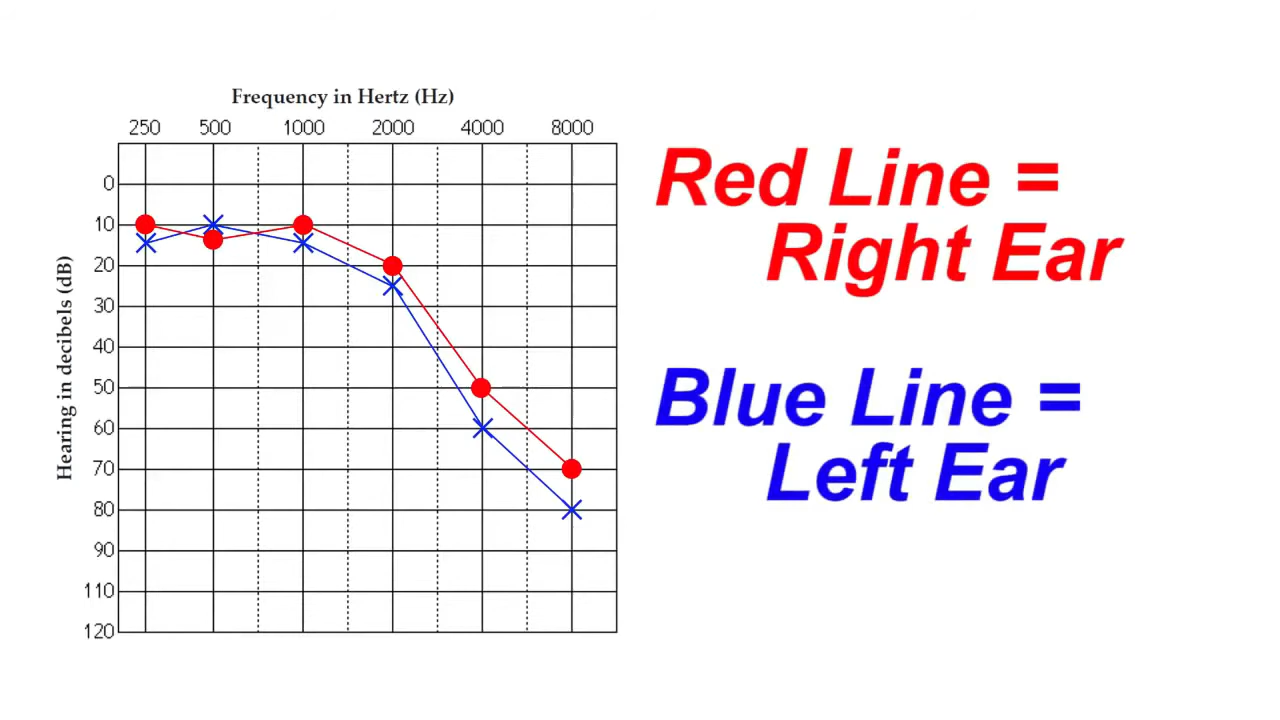 Frequency in Hertz (Hz)
250 500 1000 2000 4000 8000
Hearing in decibels (dB)
0
10
20
30
40
50
60
70
80
90
110
120
Red Line =
Right Ear
Blue Line =
Left Ear